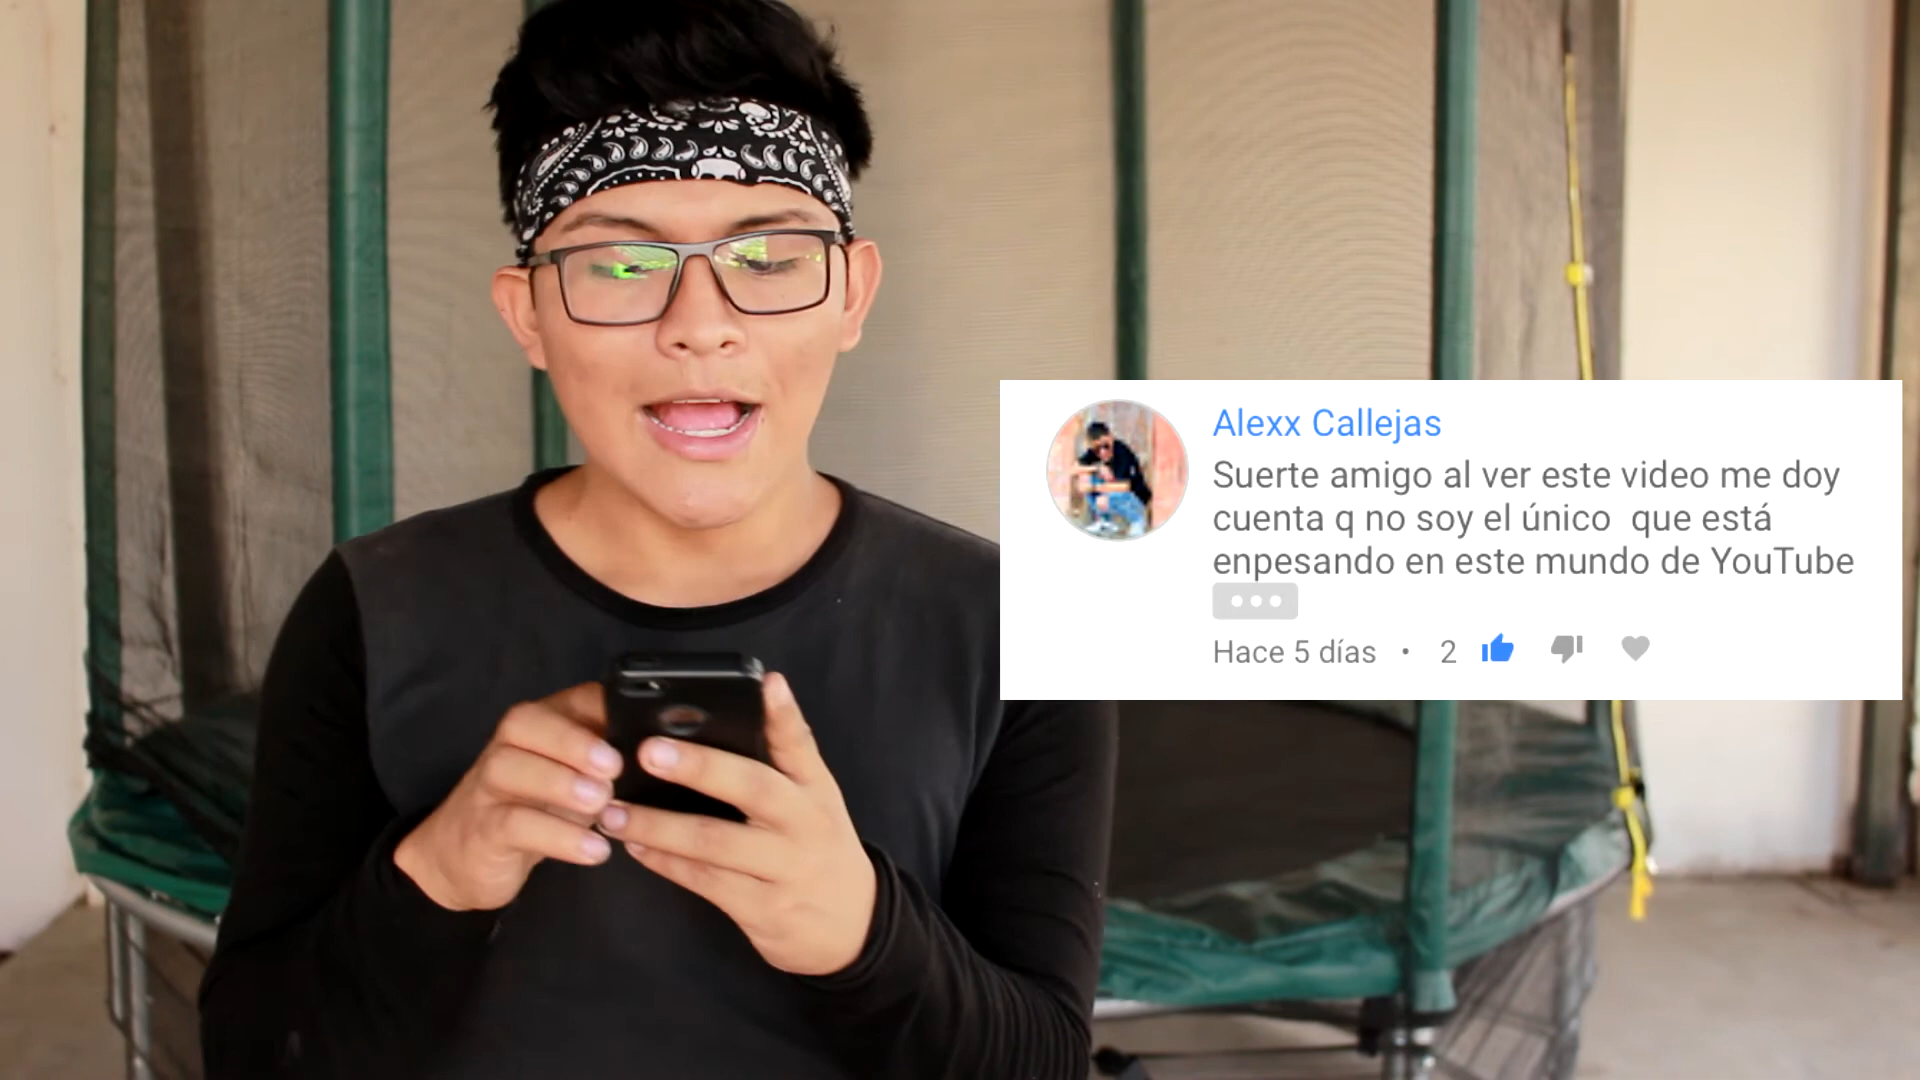 Alexx Callejas
Suerte amigo al ver este video me doy
cuenta q no soy el único  que está
enpesando en este mundo de YouTube
Hace 5 días • 2